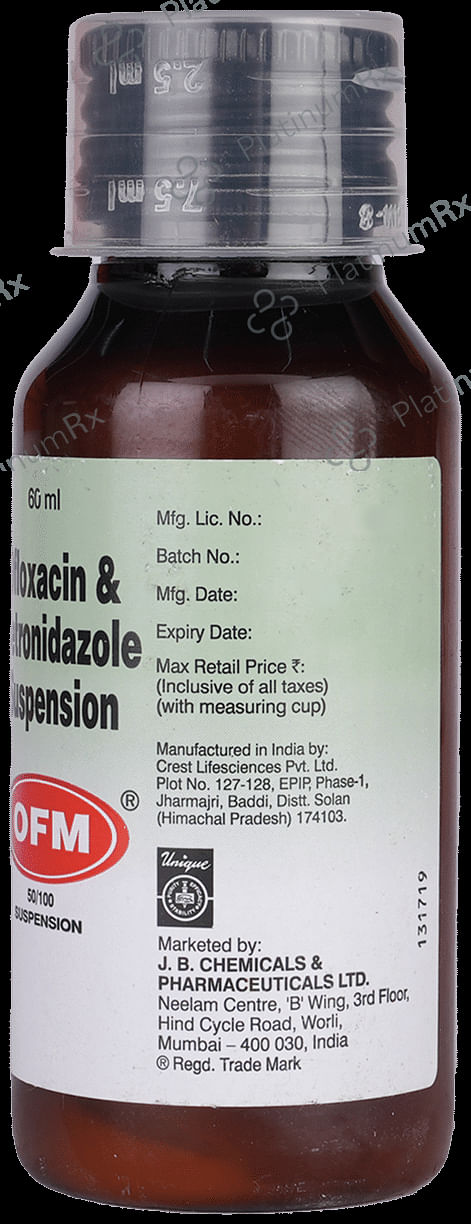 2.5 ml
7.5 ml
PlatinumRx
PlatinumRx
PlatinumRx
60 ml
floxacin &
tronidazole
uspension
OFM
®
50/100
SUSPENSION
Mfg. Lic. No.:
Batch No.:
Mfg. Date:
Expiry Date:
Max Retail Price ₹:
(Inclusive of all taxes)
(with measuring cup)
Manufactured in India by:
Crest Lifesciences Pvt. Ltd.
Plot No. 127-128, EPIP, Phase-1,
Jharmajri, Baddi, Distt. Solan
(Himachal Pradesh) 174103.
Unique
Marketed by:
J. B. CHEMICALS &
PHARMACEUTICALS LTD.
Neelam Centre, 'B' Wing, 3rd Floor,
Hind Cycle Road, Worli,
Mumbai – 400 030, India
® Regd. Trade Mark
131719